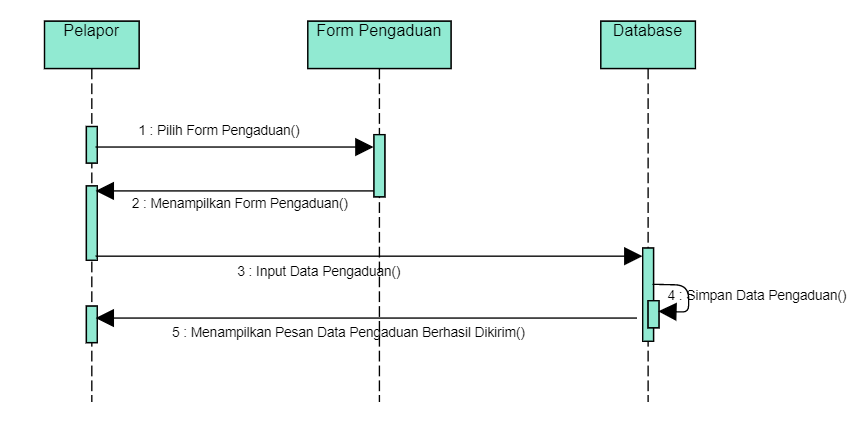 Pelapor
Form Pengaduan
Database
1 : Pilih Form Pengaduan()
2 : Menampilkan Form Pengaduan()
3 : Input Data Pengaduan()
4 : Simpan Data Pengaduan()
5 : Menampilkan Pesan Data Pengaduan Berhasil Dikirim()